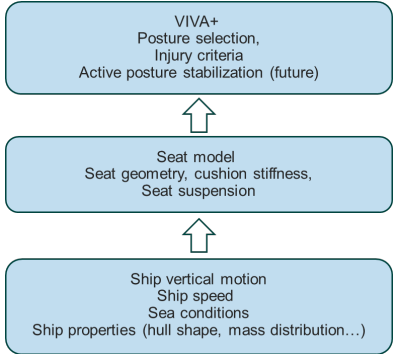 VIVA+
Posture selection,
Injury criteria
Active posture stabilization (future)
Seat model
Seat geometry, cushion stiffness,
Seat suspension
Ship vertical motion
Ship speed
Sea conditions
Ship properties (hull shape, mass distribution…)